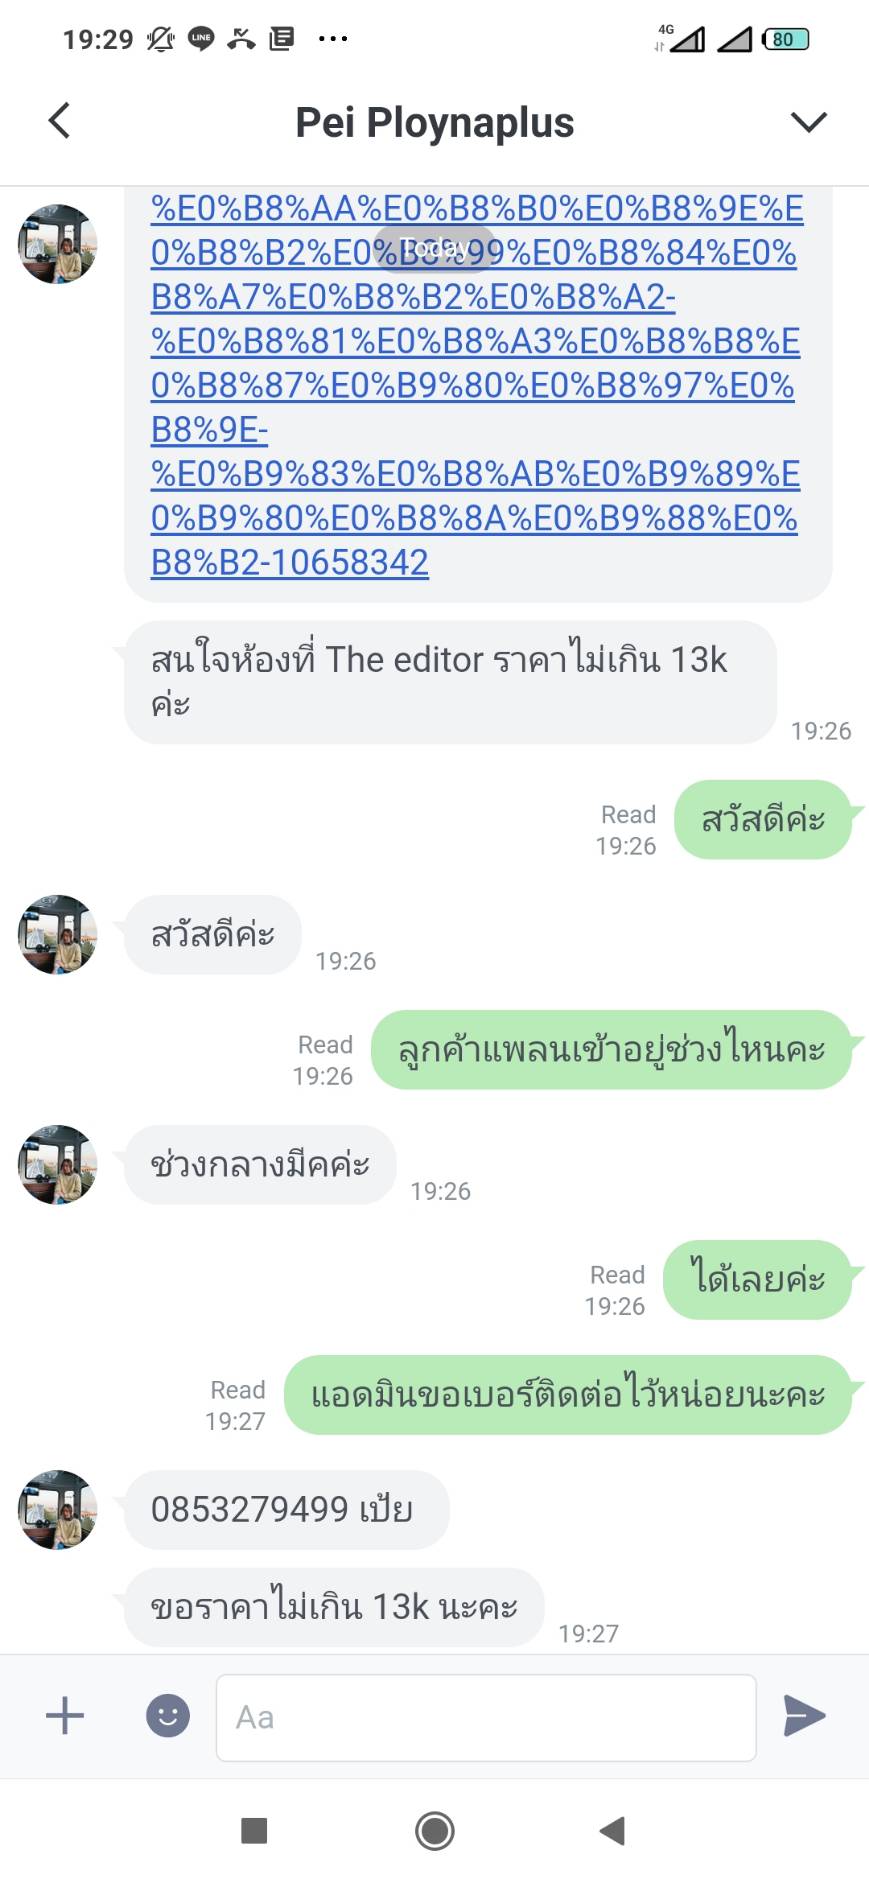 19:29
LINE
4G
80
Pei Ploynaplus
%E0%B8%AA%E0%B8%B0%E0%B8%9E%E
0%B8%B2%E0%B8%99%E0%B8%84%E0%
Today
B8%A7%E0%B8%B2%E0%B8%A2-
%E0%B8%81%E0%B8%A3%E0%B8%B8%E
0%B8%87%E0%B9%80%E0%B8%97%E0%
B8%9E-
%E0%B9%83%E0%B8%AB%E0%B9%89%E
0%B9%80%E0%B8%8A%E0%B9%88%E0%
B8%B2-10658342
สนใจห้องที่ The editor ราคาไม่เกิน 13k
ค่ะ
19:26
Read
19:26
สวัสดีค่ะ
สวัสดีค่ะ
19:26
Read
19:26
ลูกค้าแพลนเข้าอยู่ช่วงไหนคะ
ช่วงกลางมีคค่ะ
19:26
Read
19:26
ได้เลยค่ะ
Read
19:27
แอดมินขอเบอร์ติดต่อไว้หน่อยนะคะ
0853279499 เป้ย
ขอราคาไม่เกิน 13k นะคะ
19:27
Aa